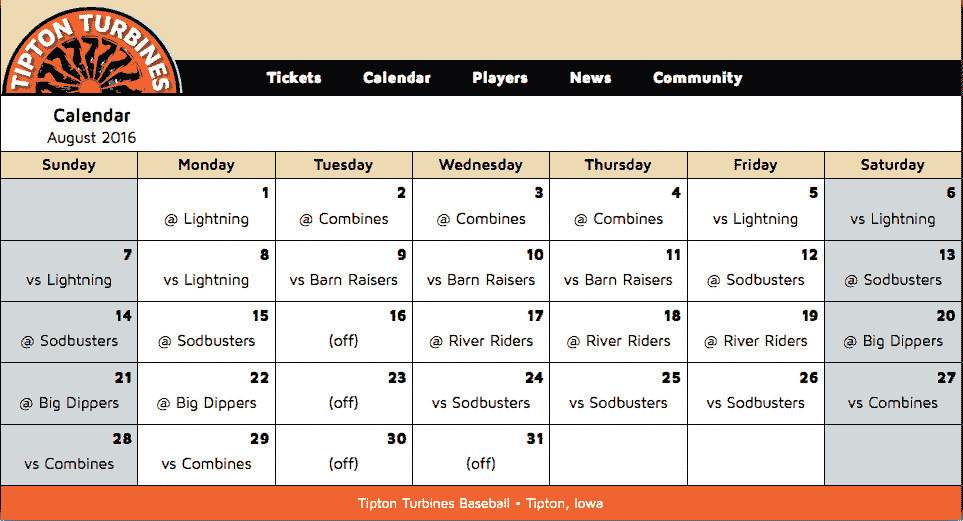 TIPTON TURBINES
Tickets Calendar Players News Community
Calendar
August 2016
Sunday Monday Tuesday Wednesday Thursday Friday Saturday
1 2 3 4 5 6
@ Lightning @ Combines @ Combines @ Combines vs Lightning vs Lightning
7 8 9 10 11 12 13
vs Lightning vs Lightning vs Barn Raisers vs Barn Raisers vs Barn Raisers @ Sodbusters @ Sodbusters
14 15 16 17 18 19 20
@ Sodbusters @ Sodbusters (off) @ River Riders @ River Riders @ River Riders @ Big Dippers
21 22 23 24 25 26 27
@ Big Dippers @ Big Dippers (off) vs Sodbusters vs Sodbusters vs Sodbusters vs Combines
28 29 30 31
vs Combines vs Combines (off) (off)
Tipton Turbines Baseball • Tipton, Iowa